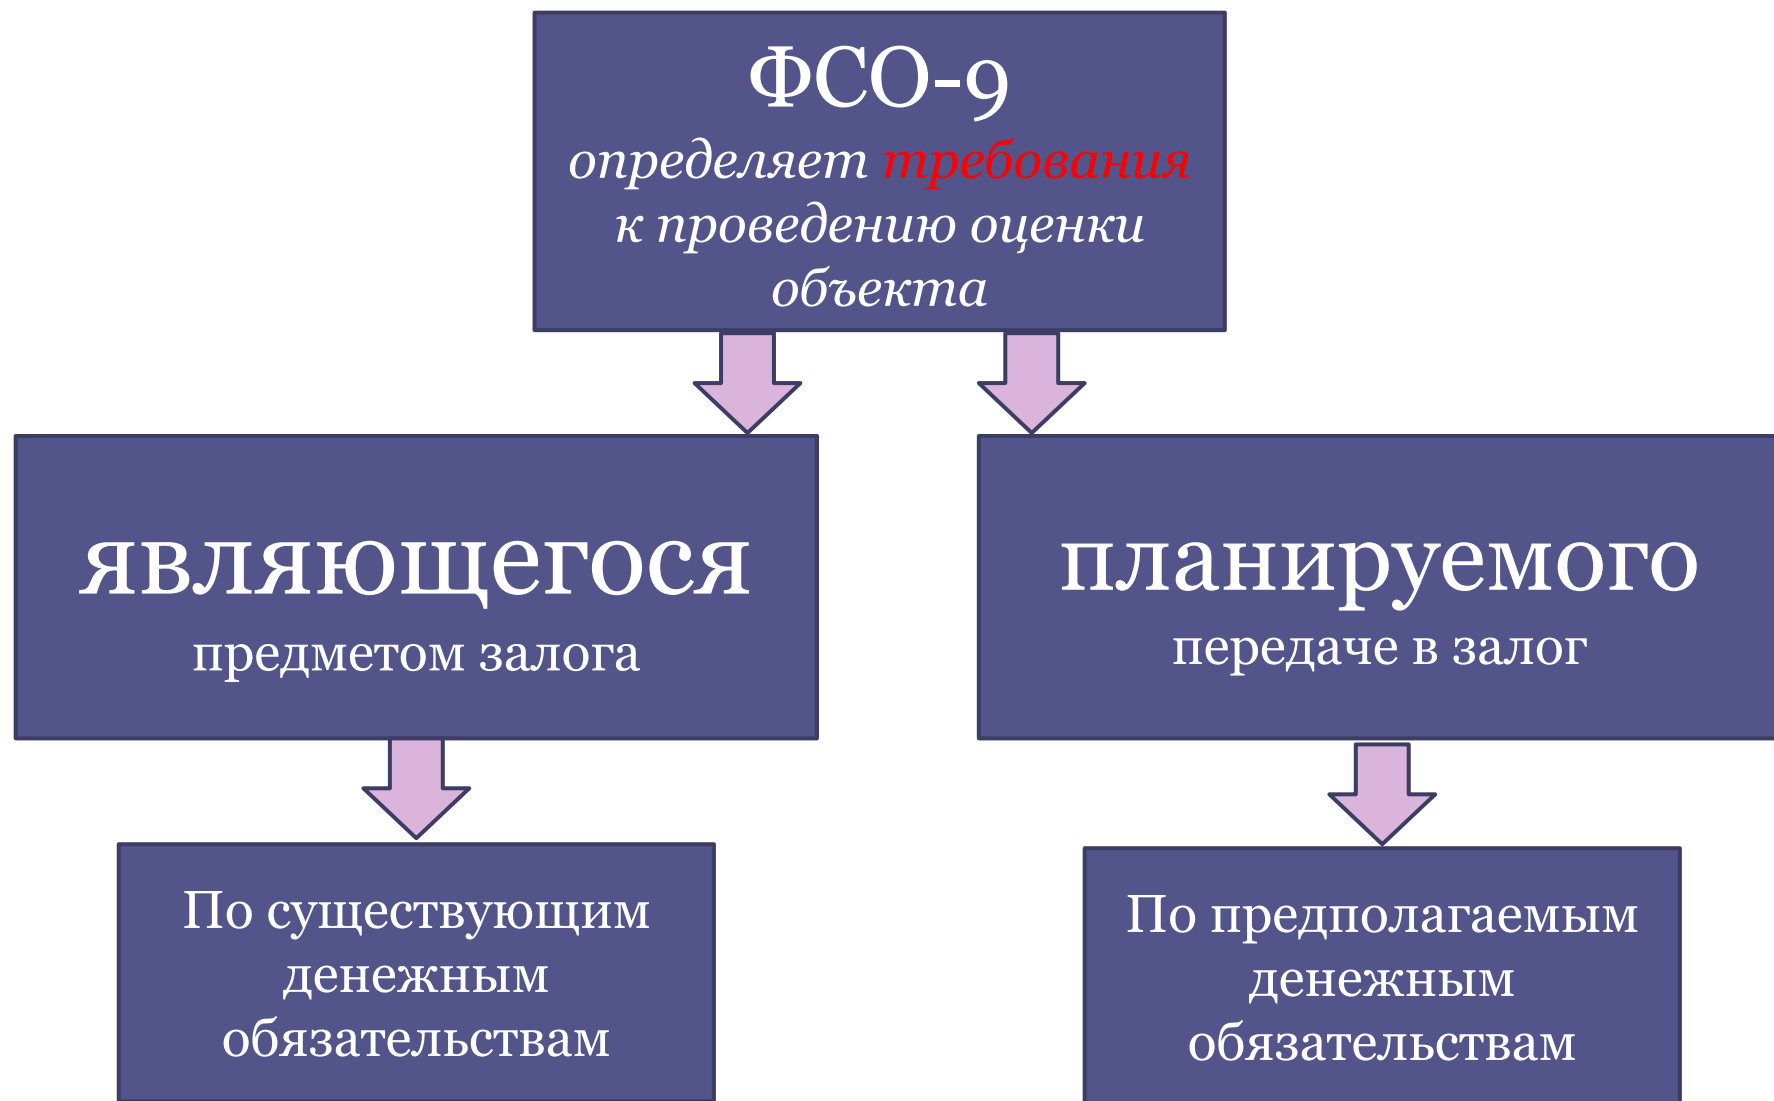 ФСО-9
определяет требования
к проведению оценки
объекта
являющегося
предметом залога
планируемого
передаче в залог
По существующим
денежным
обязательствам
По предполагаемым
денежным
обязательствам